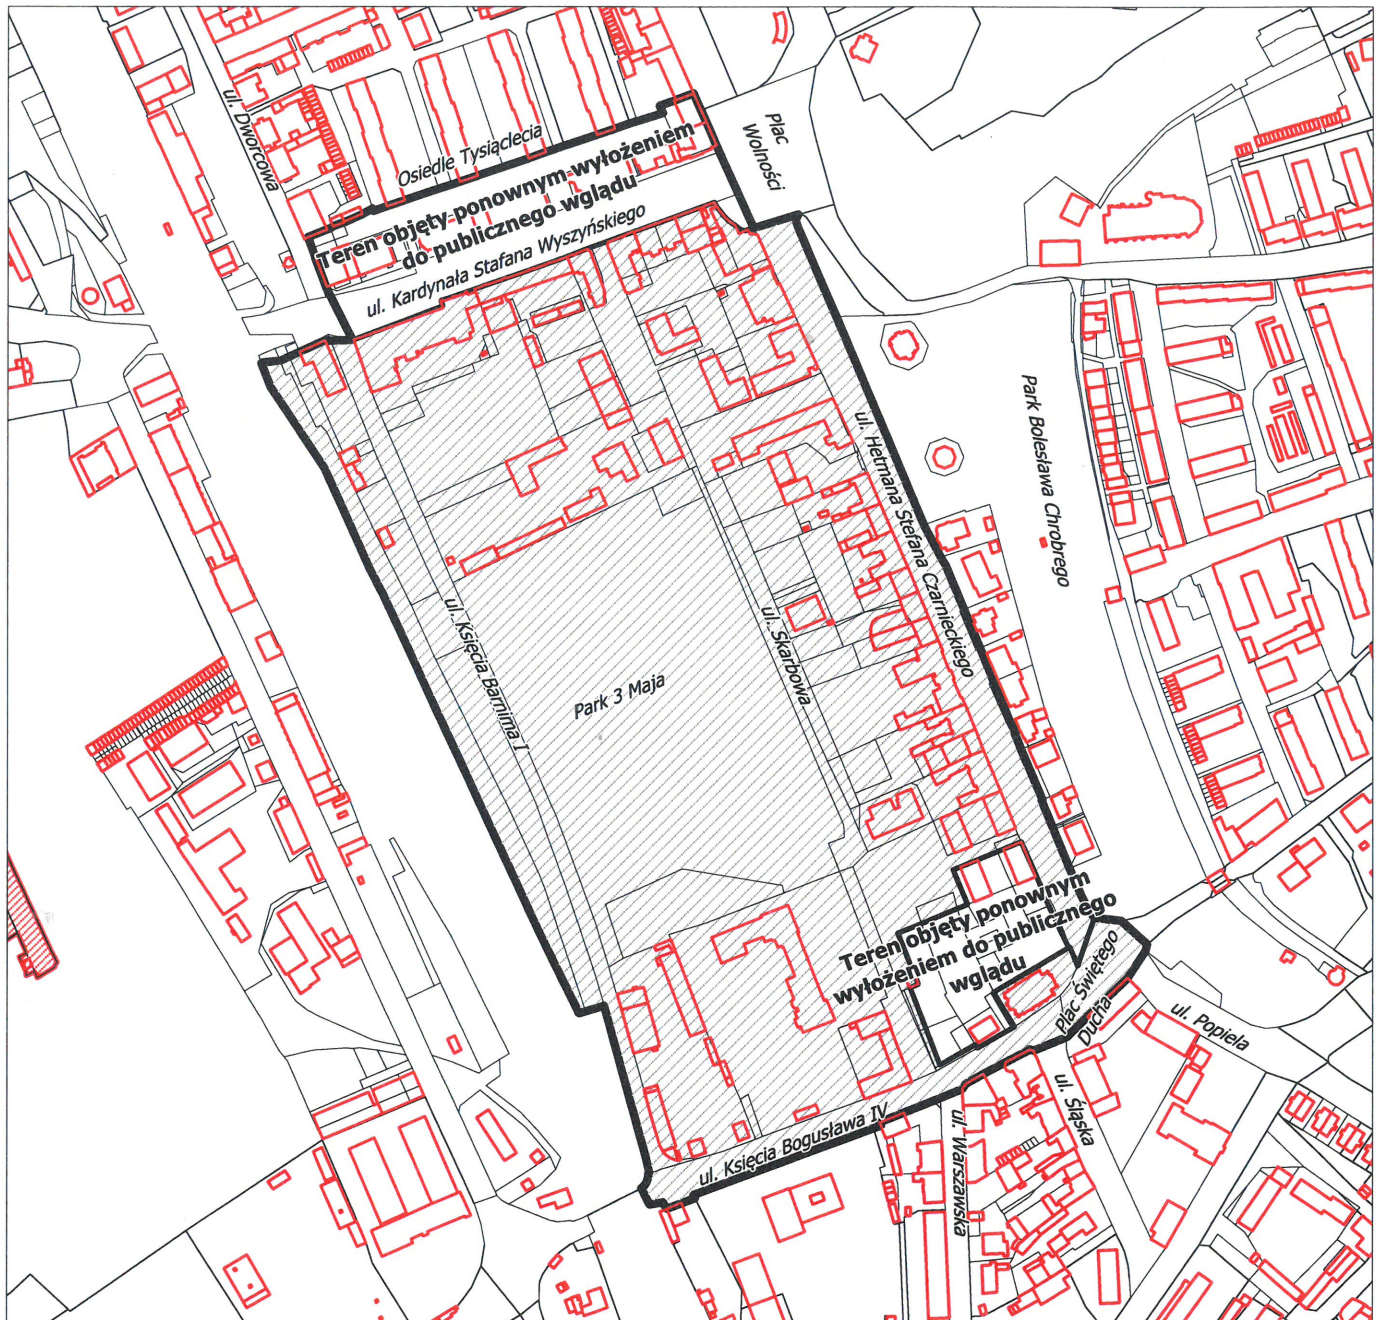 ul. Dworcowa
Osiedle Tysiąclecia
Plac
Wolności
Teren objęty ponownym wyłożeniem
do publicznego wglądu
ul. Kardynała Stafana Wyszyńskiego
ul. Hetmana Stefana Czarnieckiego
Park Bolesława Chrobrego
ul. Księcia Barnima I
ul. Skarbowa
Park 3 Maja
Teren objęty ponownym
wyłożeniem do publicznego
wglądu
Plac Świętego
Ducha
ul. Popiela
ul. Śląska
ul. Księcia Bogusława IV
ul. Warszawska